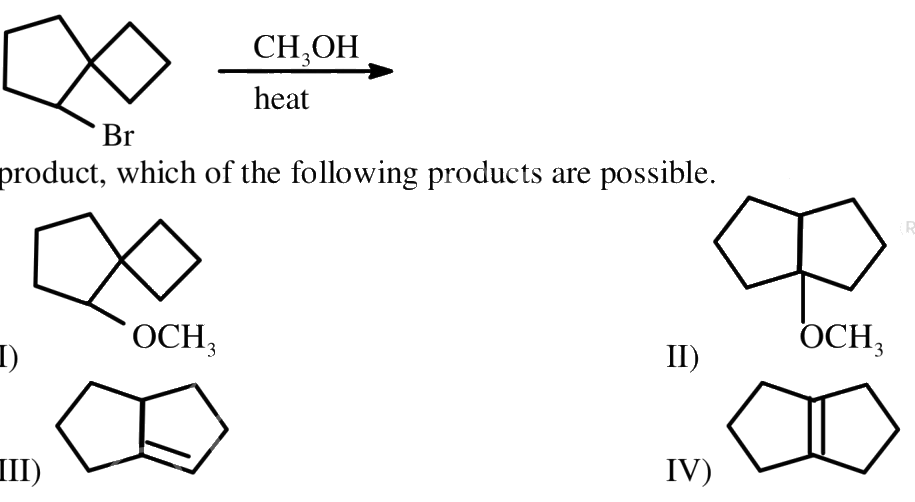 CH₃OH
heat
Br
product, which of the following products are possible.
OCH₃
I)
OCH₃
II)
III)
IV)
R